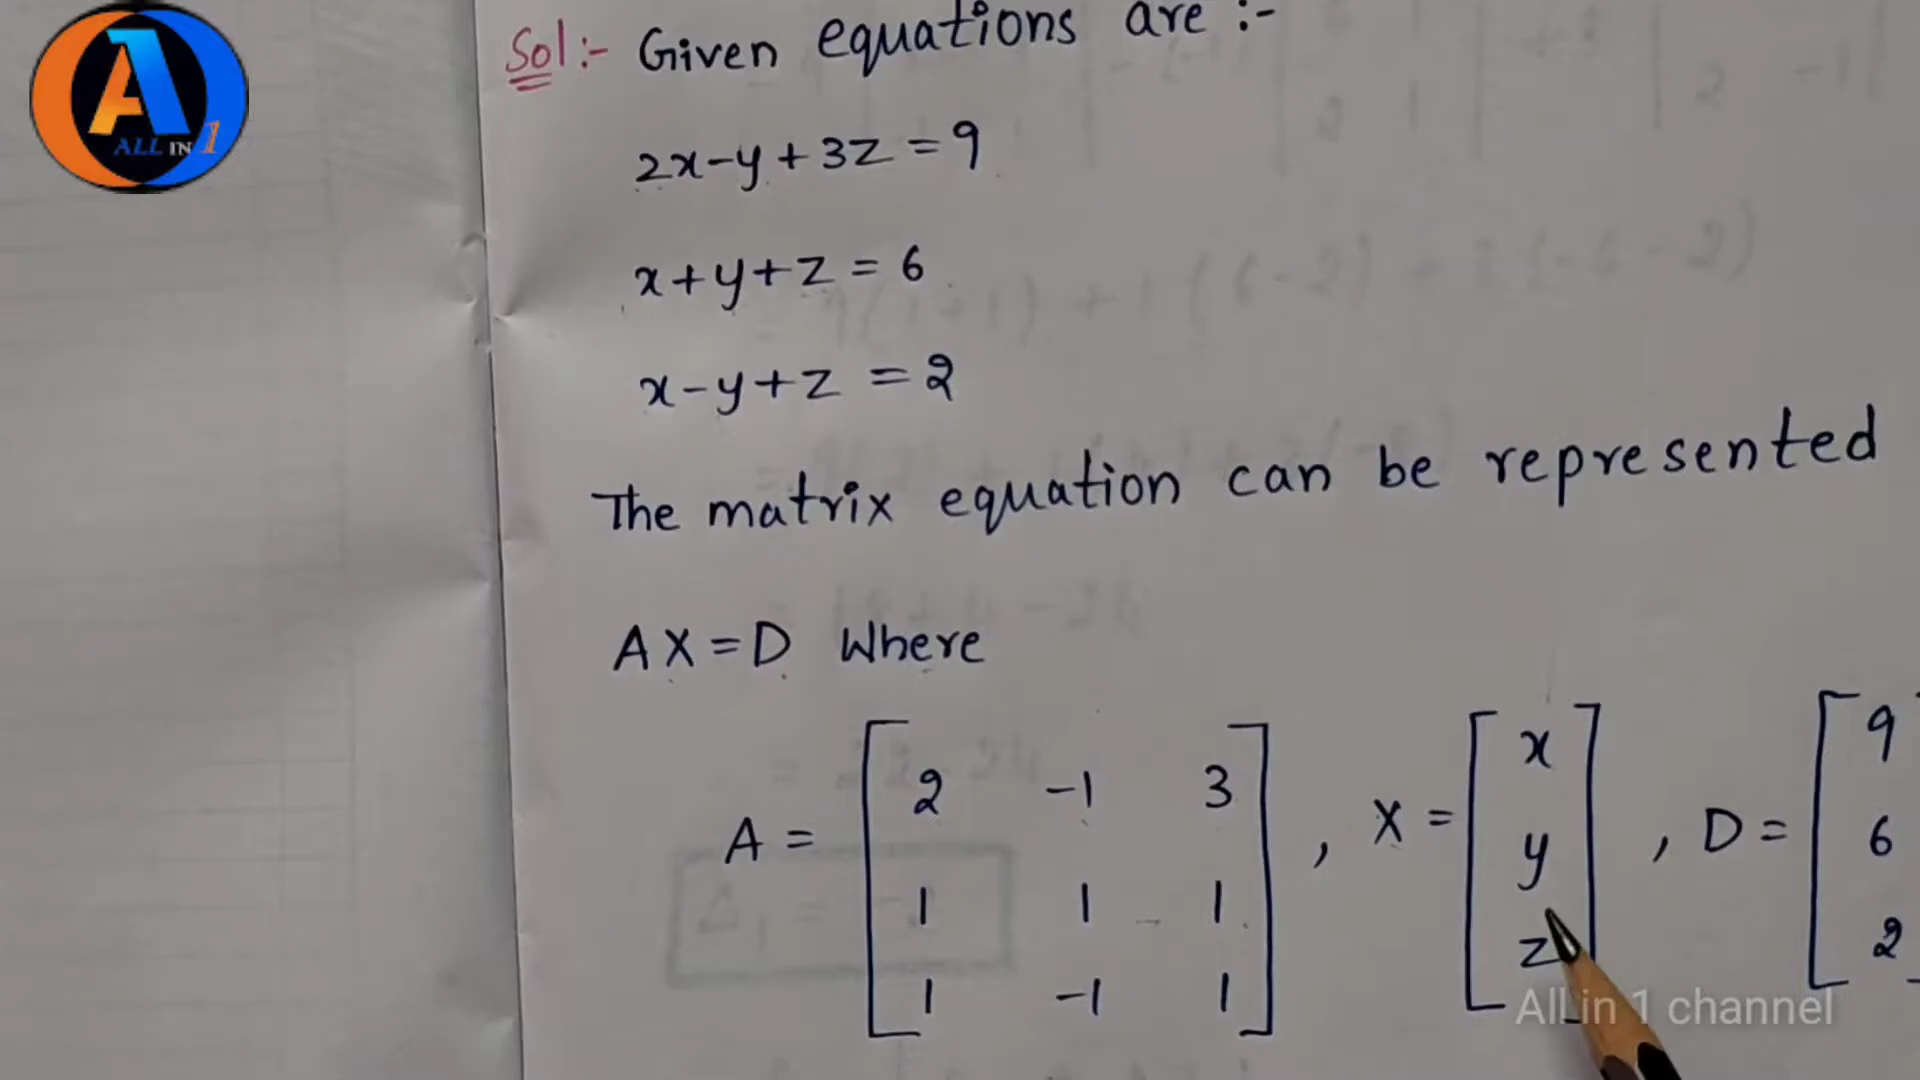 A
ALL IN 1
Sol:- Given equations are :-
2x-y+3z=9
x+y+z=6
x-y+z=2
The matrix equation can be represented
AX=D Where
A = [2 -1 3
1 1 1
1 -1 1], X = [x
y
z], D = [9
6
2
All in 1 channel